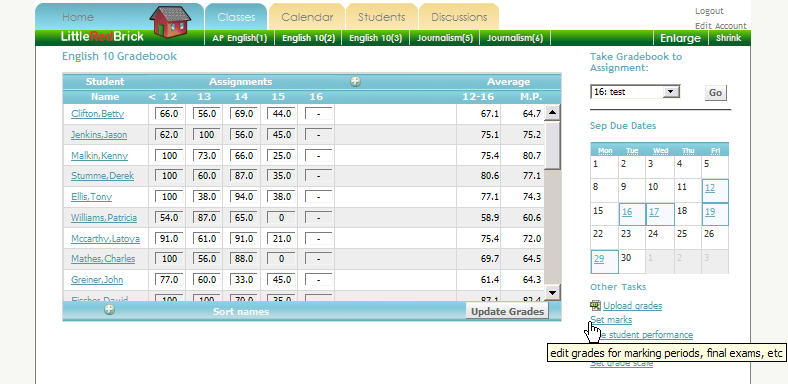 Home
Classes
Calendar
Students
Discussions
Logout
Edit Account
LittleRedBrick
AP English(1)
English 10(2)
English 10(3)
Journalism(5)
Journalism(6)
Enlarge
Shrink
English 10 Gradebook
Student Assignments Average
Name < 12 13 14 15 16 12-16 M.P.
Clifton,Betty 66.0 56.0 69.0 44.0 - 67.1 64.7
Jenkins,Jason 62.0 100 56.0 45.0 - 75.1 75.2
Malkin,Kenny 100 73.0 66.0 25.0 - 75.4 80.7
Stumme,Derek 100 60.0 87.0 35.0 - 80.6 77.1
Ellis,Tony 100 38.0 94.0 38.0 - 77.1 74.3
Williams,Patricia 54.0 87.0 65.0 0 - 58.9 60.6
Mccarthy,Latoya 91.0 61.0 91.0 21.0 - 75.4 72.0
Mathes,Charles 100 56.0 88.0 0 - 69.7 64.5
Greiner,John 77.0 60.0 33.0 45.0 - 61.4 64.3
Fischer,David 100 100 70.0 35.0 - 87.1 82.4
Sort names
Update Grades
Take Gradebook to
Assignment:
16: test
Go
Sep Due Dates
Mon Tue Wed Thu Fri
1 2 3 4 5
8 9 10 11 12
15 16 17 18 19
22 23 24 25 26
29 30 1 2 3
Other Tasks
Upload grades
Set marks
student performance
edit grades for marking periods, final exams, etc
Set grade scale